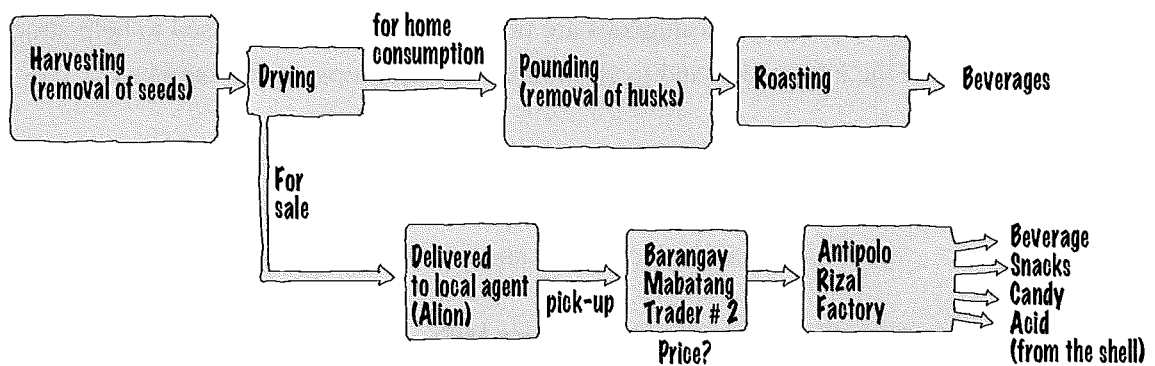 Harvesting
(removal of seeds)
Drying
for home
consumption
Pounding
(removal of husks)
Roasting
Beverages
For
sale
Delivered
to local agent
(Alion)
pick-up
Barangay
Mabatang
Trader # 2
Price?
Antipolo
Rizal
Factory
Beverage
Snacks
Candy
Acid
(from the shell)